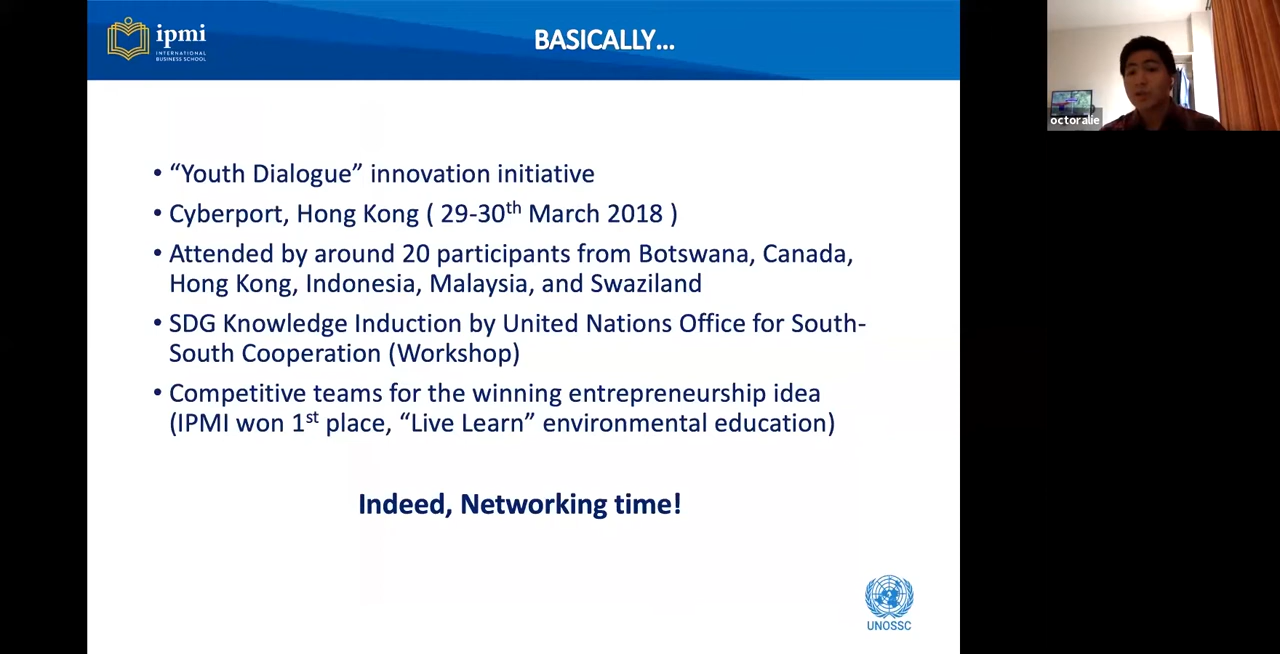 ipmi
INTERNATIONAL
BUSINESS SCHOOL
BASICALLY...
• “Youth Dialogue” innovation initiative
• Cyberport, Hong Kong ( 29-30th March 2018 )
• Attended by around 20 participants from Botswana, Canada,
Hong Kong, Indonesia, Malaysia, and Swaziland
• SDG Knowledge Induction by United Nations Office for South-
South Cooperation (Workshop)
• Competitive teams for the winning entrepreneurship idea
(IPMI won 1st place, “Live Learn” environmental education)
Indeed, Networking time!
UNOSSC
octoralie